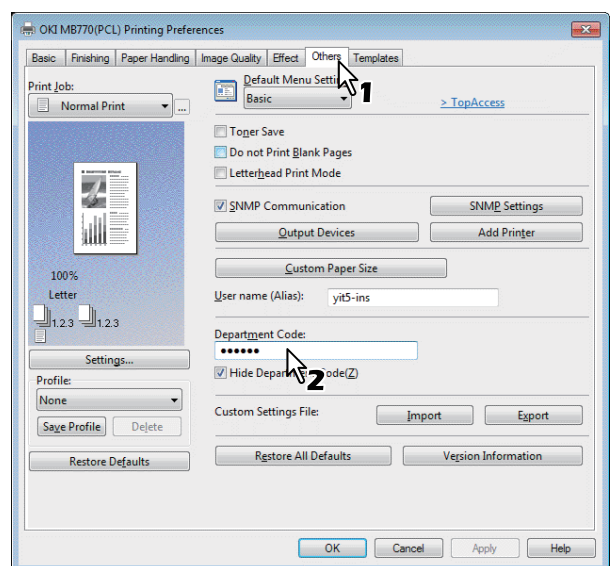 OKI MB770(PCL) Printing Preferences
Basic Finishing Paper Handling Image Quality Effect Others Templates
Print Job:
Normal Print ...
Default Menu Setting
Basic
1
> TopAccess
Toner Save
Do not Print Blank Pages
Letterhead Print Mode
SNMP Communication SNMP Settings
Output Devices Add Printer
Custom Paper Size
100%
Letter
1.2.3 1.2.3
User name (Alias): yit5-ins
Department Code:
••••••
2
Hide Department Code(Z)
Settings...
Profile:
None
Save Profile Delete
Restore Defaults
Custom Settings File: Import Export
Restore All Defaults Version Information
OK Cancel Apply Help